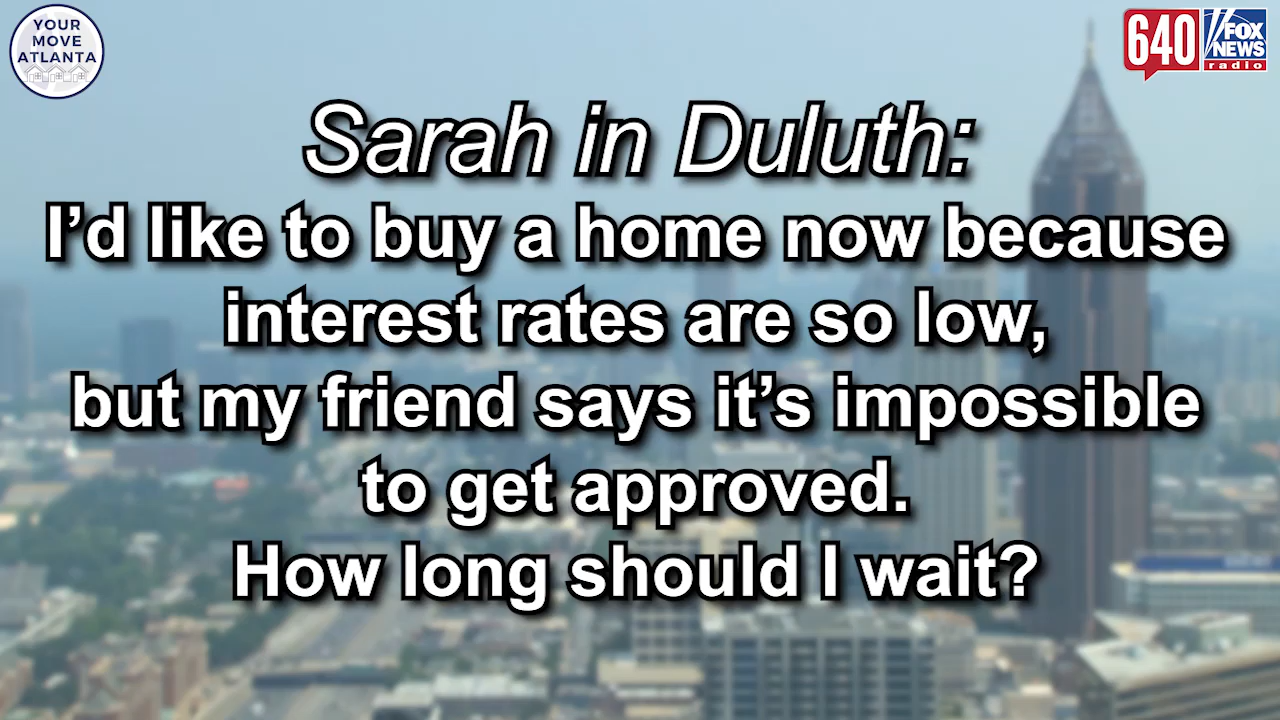 YOUR
MOVE
ATLANTA
640
FOX
NEWS
radio
Sarah in Duluth:
I’d like to buy a home now because
interest rates are so low,
but my friend says it’s impossible
to get approved.
How long should I wait?